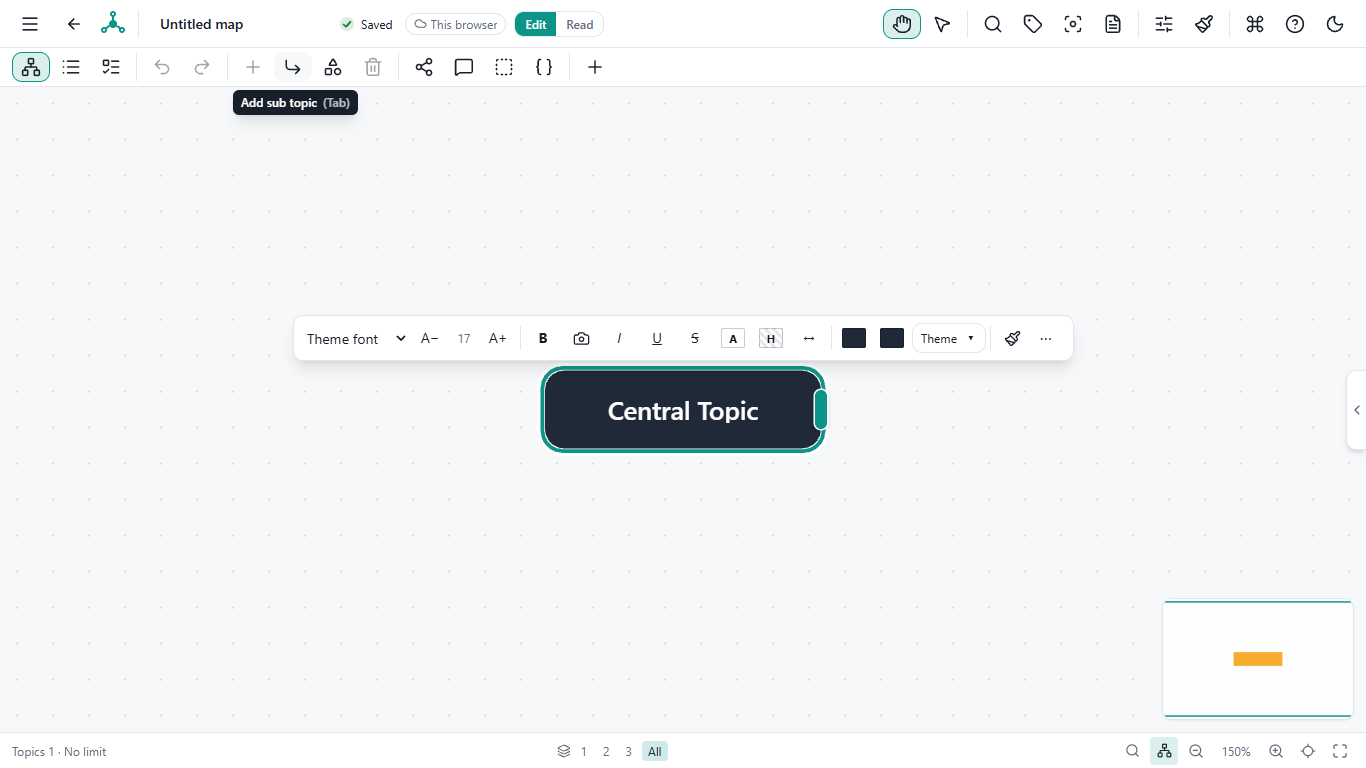 Untitled map
Saved
This browser
Edit
Read
Add sub topic (Tab)
Theme font
A−
17
A+
B
I
U
S
A
H
Theme
Central Topic
Topics 1 · No limit
1
2
3
All
150%